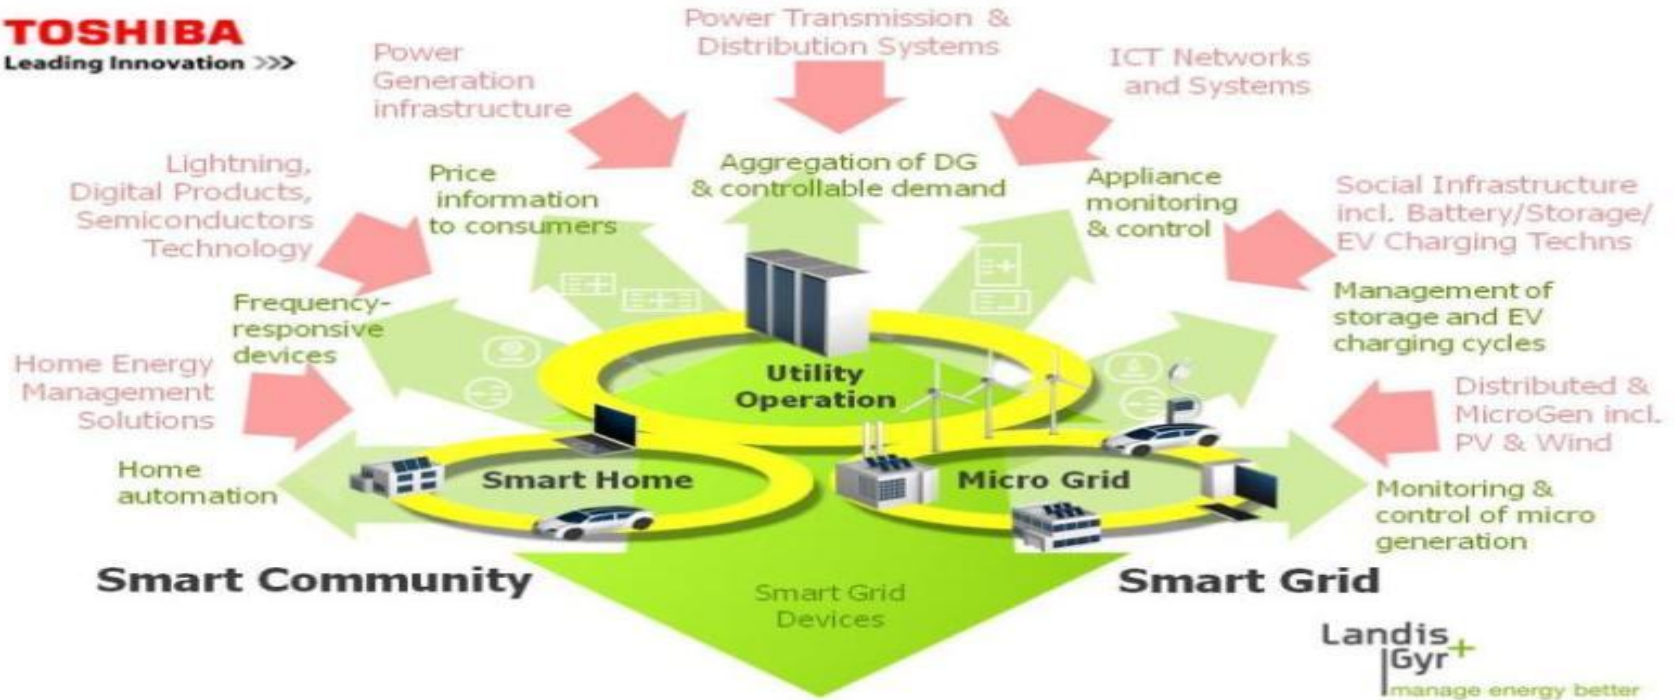 TOSHIBA
Leading Innovation >>>
Power Transmission &
Distribution Systems
Power
Generation
infrastructure
ICT Networks
and Systems
Lightning,
Digital Products,
Semiconductors
Technology
Price
information
to consumers
Aggregation of DG
& controllable demand
Appliance
monitoring
& control
Social Infrastructure
incl. Battery/Storage/
EV Charging Techns
Frequency-
responsive
devices
Management of
storage and EV
charging cycles
Home Energy
Management
Solutions
Utility
Operation
Distributed &
MicroGen incl.
PV & Wind
Home
automation
Smart Home
Micro Grid
Monitoring &
control of micro
generation
Smart Community
Smart Grid
Smart Grid
Devices
Landis
Gyr+
manage energy better